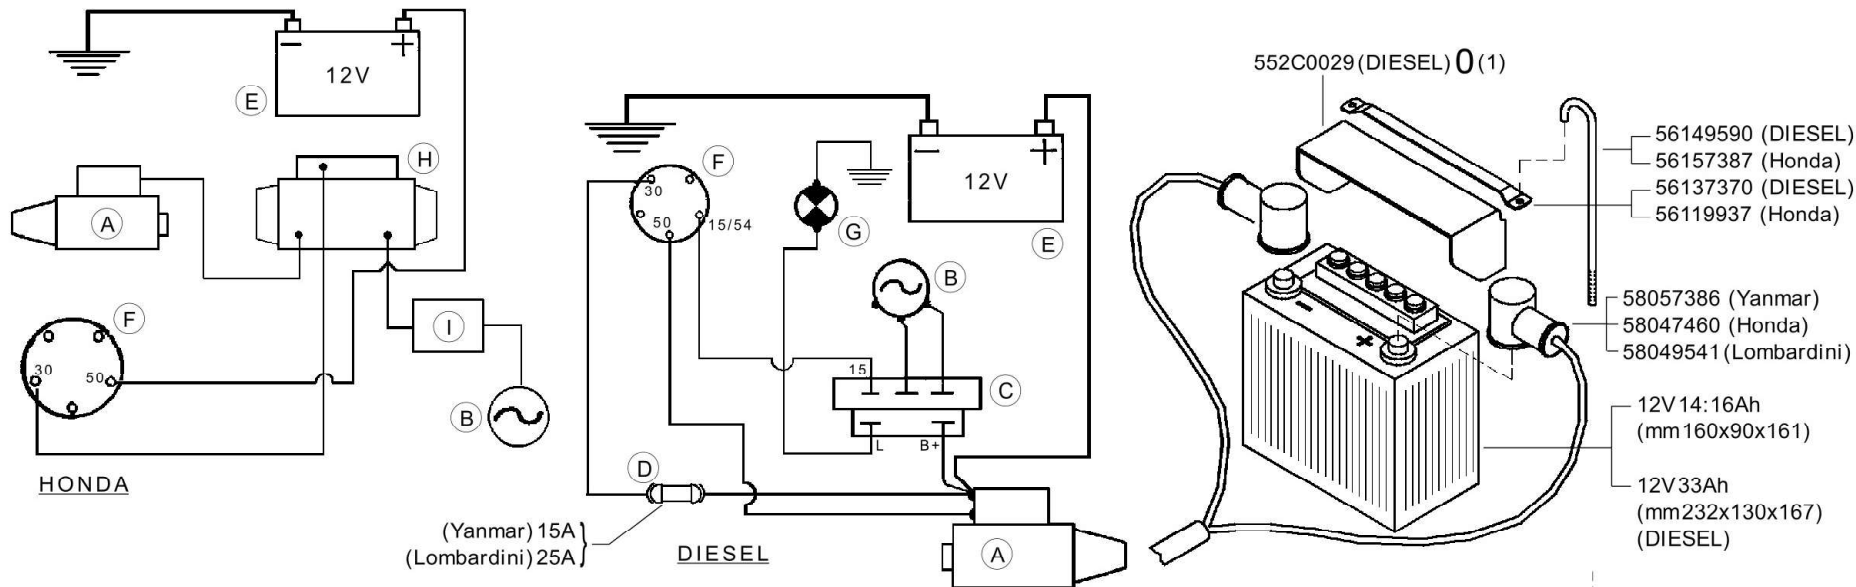 12V
E
H
A
F
30
50
I
B
HONDA
12V
E
F
30
50
15/54
G
B
15
C
L
B+
D
(Yanmar) 15A
(Lombardini) 25A
DIESEL
A
552C0029 (DIESEL) 0 (1)
56149590 (DIESEL)
56157387 (Honda)
56137370 (DIESEL)
56119937 (Honda)
58057386 (Yanmar)
58047460 (Honda)
58049541 (Lombardini)
12V 14:16Ah
(mm 160x90x161)
12V 33Ah
(mm 232x130x167)
(DIESEL)